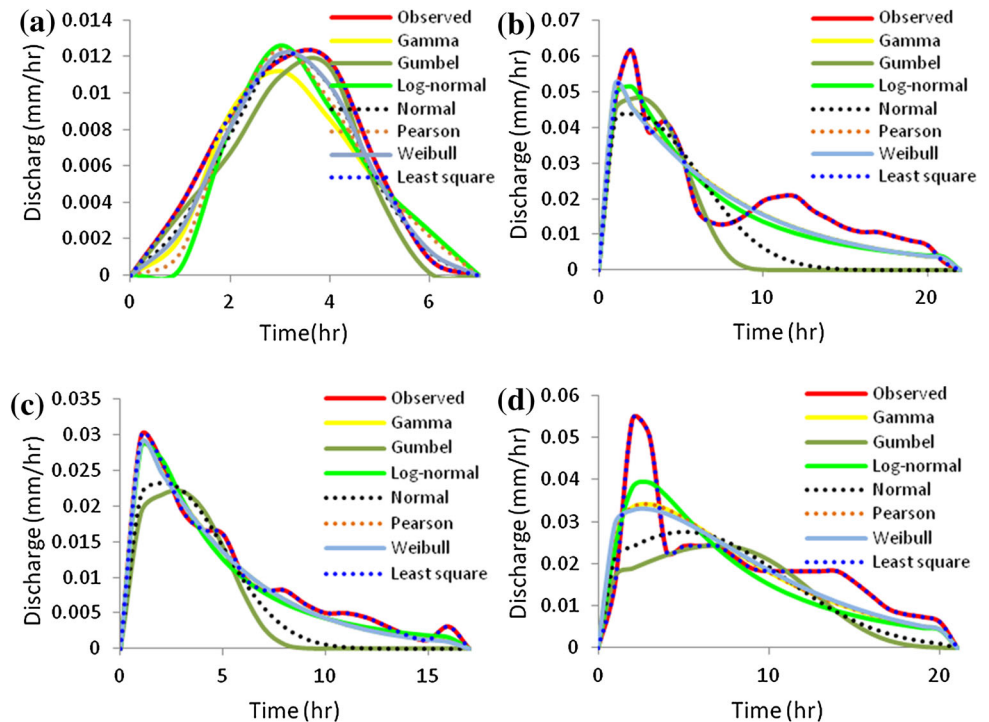 (a)
Discharg (mm/hr)
0.014
0.012
0.01
0.008
0.006
0.004
0.002
0
0 2 4 6
Time(hr)
Observed
Gamma
Gumbel
Log-normal
Normal
Pearson
Weibull
Least square
(b)
Discharge (mm/hr)
0.07
0.06
0.05
0.04
0.03
0.02
0.01
0
0 10 20
Time (hr)
Observed
Gamma
Gumbel
Log-normal
Normal
Pearson
Weibull
Least square
(c)
Discharge (mm/hr)
0.035
0.03
0.025
0.02
0.015
0.01
0.005
0
0 5 10 15
Time (hr)
Observed
Gamma
Gumbel
Log-normal
Normal
Pearson
Weibull
Least square
(d)
Discharge (mm/hr)
0.06
0.05
0.04
0.03
0.02
0.01
0
0 10 20
Time (hr)
Observed
Gamma
Gumbel
Log-normal
Normal
Pearson
Weibull
Least square